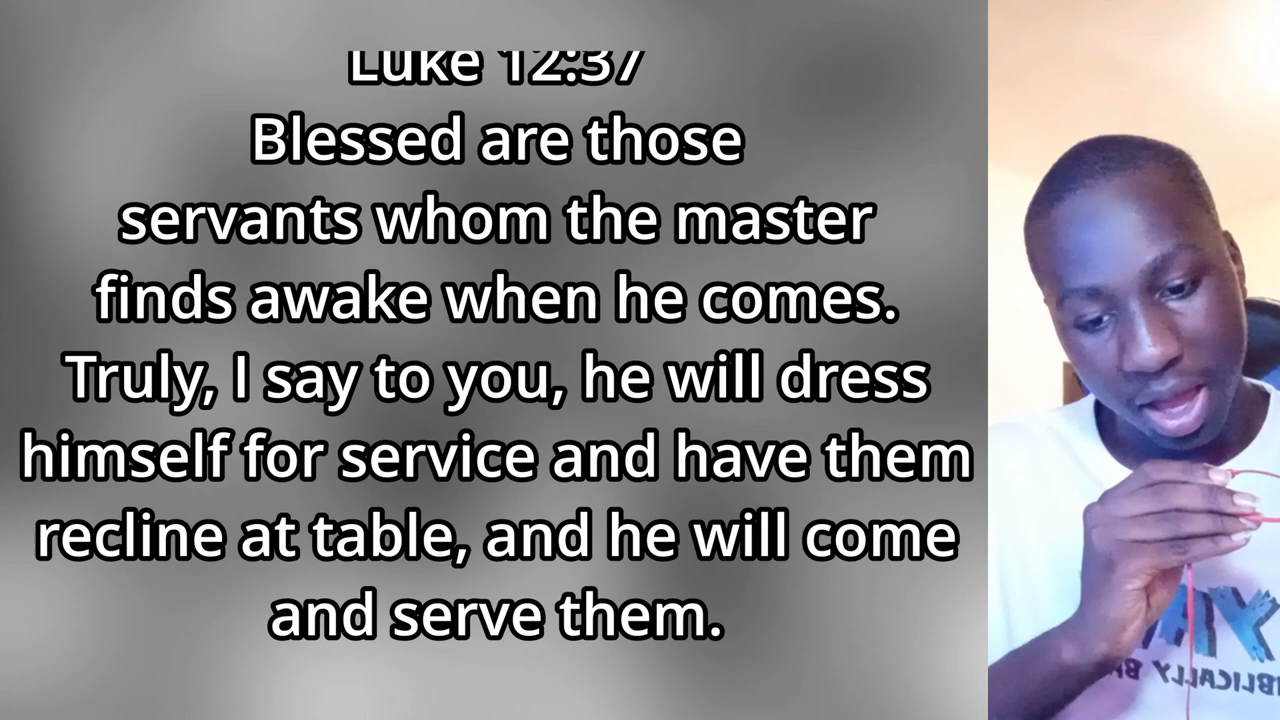 Luke 12:37
Blessed are those
servants whom the master
finds awake when he comes.
Truly, I say to you, he will dress
himself for service and have them
recline at table, and he will come
and serve them.